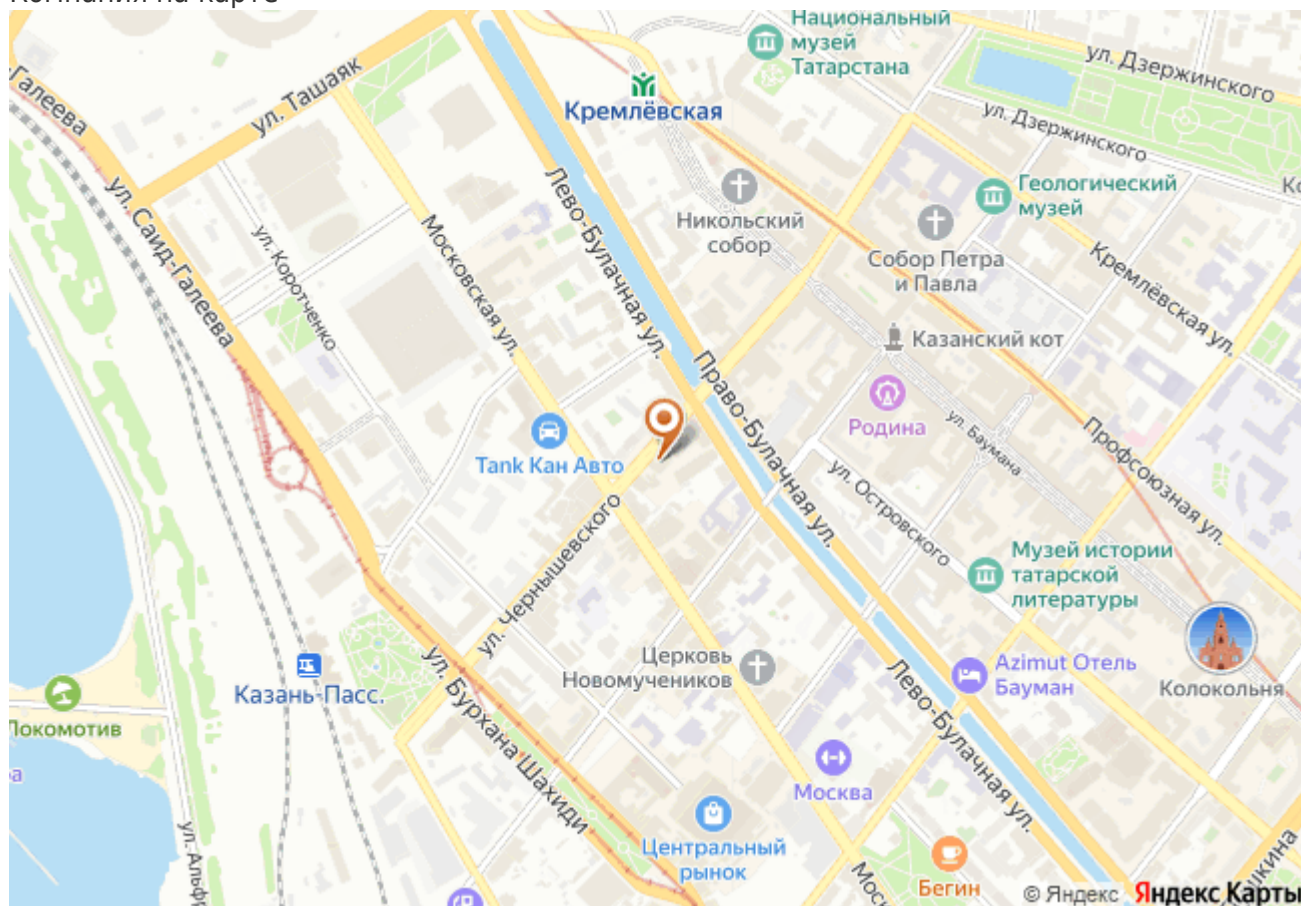 Компания на карте
Национальный
музей
Татарстана
ул. Дзержинского
Галеева
ул. Ташаяк
Кремлёвская
ул. Дзержинского
Геологический
музей
Никольский
собор
Собор Петра
и Павла
ул. Саид-Галеева
ул. Коротченко
Московская ул.
Лево-Булачная ул.
Кремлёвская ул.
Казанский кот
Право-Булачная ул.
Родина
ул. Баумана
Tank Кан Авто
Профсоюзная ул.
ул. Островского
ул. Чернышевского
Музей истории
татарской
литературы
Церковь
Новомучеников
Azimut Отель
Бауман
Колокольня
Казань-Пасс.
Локомотив
ул. Бурхана Шахиди
Лево-Булачная ул.
Москва
Центральный
рынок
Бегин
© Яндекс Яндекс Карты